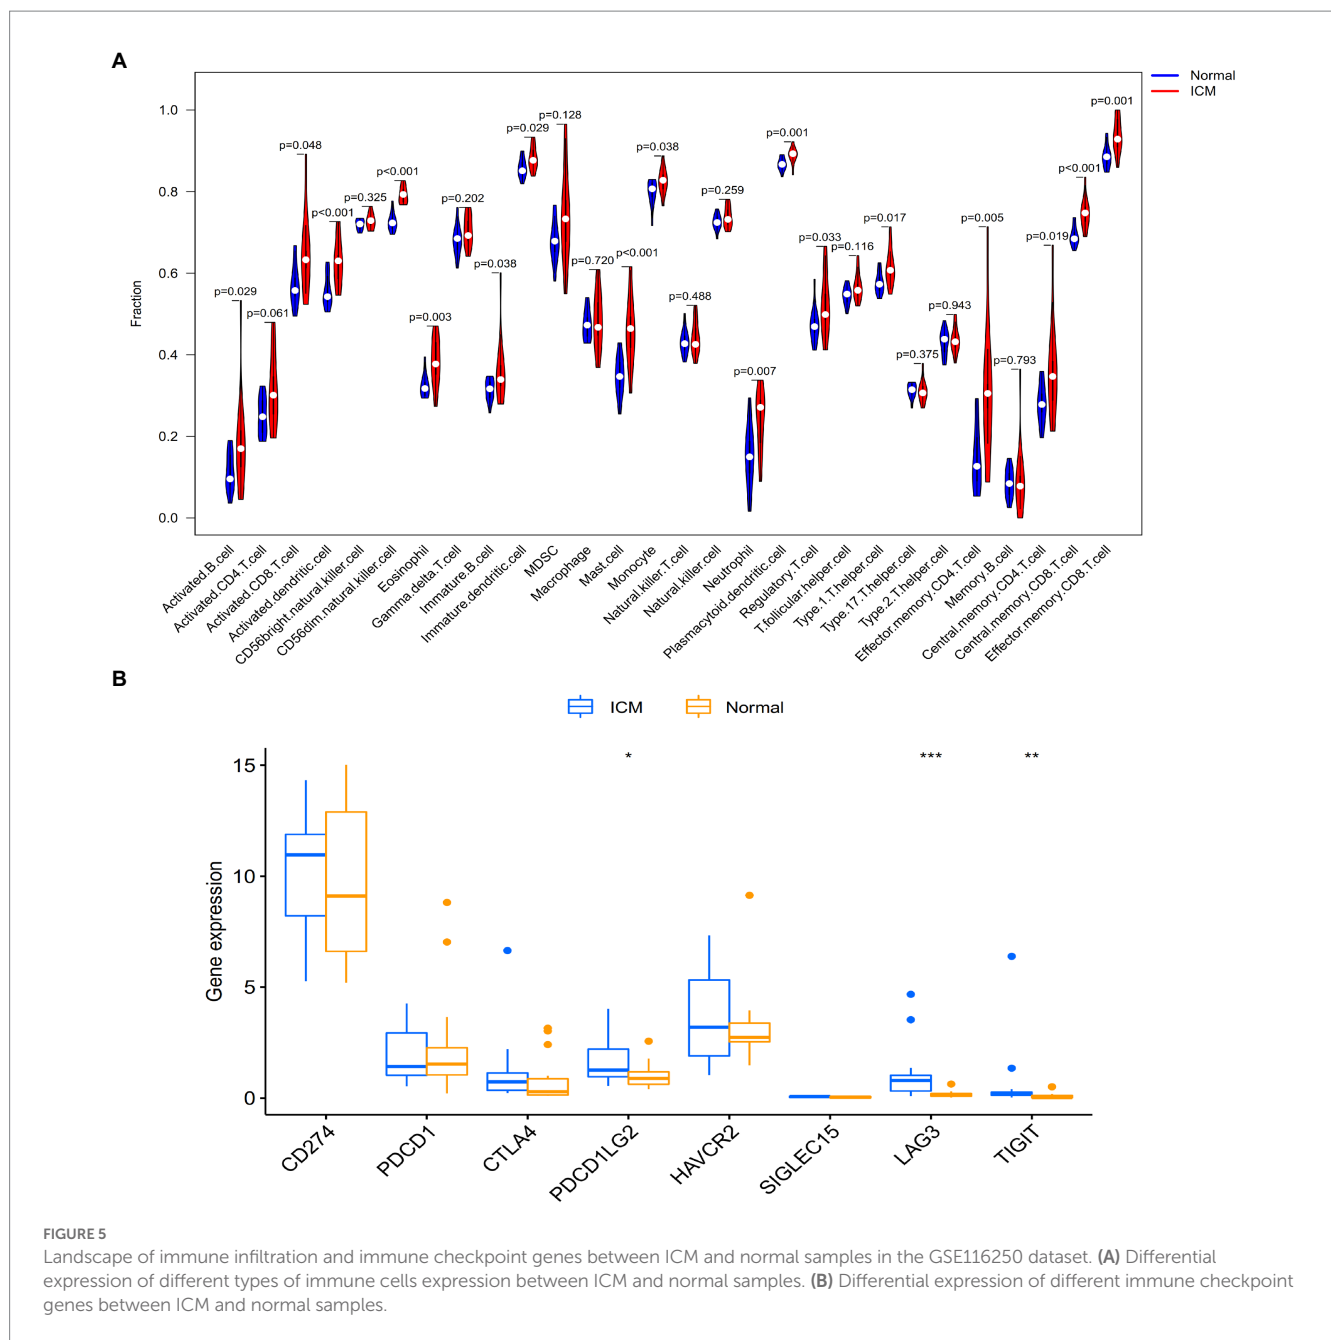 A
Normal
ICM
Fraction
1.0
0.8
0.6
0.4
0.2
0.0
p=0.029
p=0.061
p=0.048
p<0.001
p=0.325
p<0.001
p=0.003
p=0.202
p=0.038
p=0.029
p=0.128
p=0.720
p<0.001
p=0.038
p=0.488
p=0.259
p=0.007
p=0.001
p=0.033
p=0.116
p=0.017
p=0.375
p=0.943
p=0.005
p=0.793
p=0.019
p<0.001
p=0.001
Activated.B.cell
Activated.CD4.T.cell
Activated.CD8.T.cell
Activated.dendritic.cell
CD56bright.natural.killer.cell
CD56dim.natural.killer.cell
Eosinophil
Gamma.delta.T.cell
Immature.B.cell
Immature.dendritic.cell
MDSC
Macrophage
Mast.cell
Monocyte
Natural.killer.T.cell
Natural.killer.cell
Neutrophil
Plasmacytoid.dendritic.cell
Regulatory.T.cell
T.follicular.helper.cell
Type.1.T.helper.cell
Type.17.T.helper.cell
Type.2.T.helper.cell
Effector.memory.CD4.T.cell
Memory.B.cell
Central.memory.CD4.T.cell
Central.memory.CD8.T.cell
Effector.memory.CD8.T.cell
B
ICM
Normal
Gene expression
15
10
5
0
*
***
**
CD274
PDCD1
CTLA4
PDCD1LG2
HAVCR2
SIGLEC15
LAG3
TIGIT
FIGURE 5
Landscape of immune infiltration and immune checkpoint genes between ICM and normal samples in the GSE116250 dataset. (A) Differential
expression of different types of immune cells expression between ICM and normal samples. (B) Differential expression of different immune checkpoint
genes between ICM and normal samples.